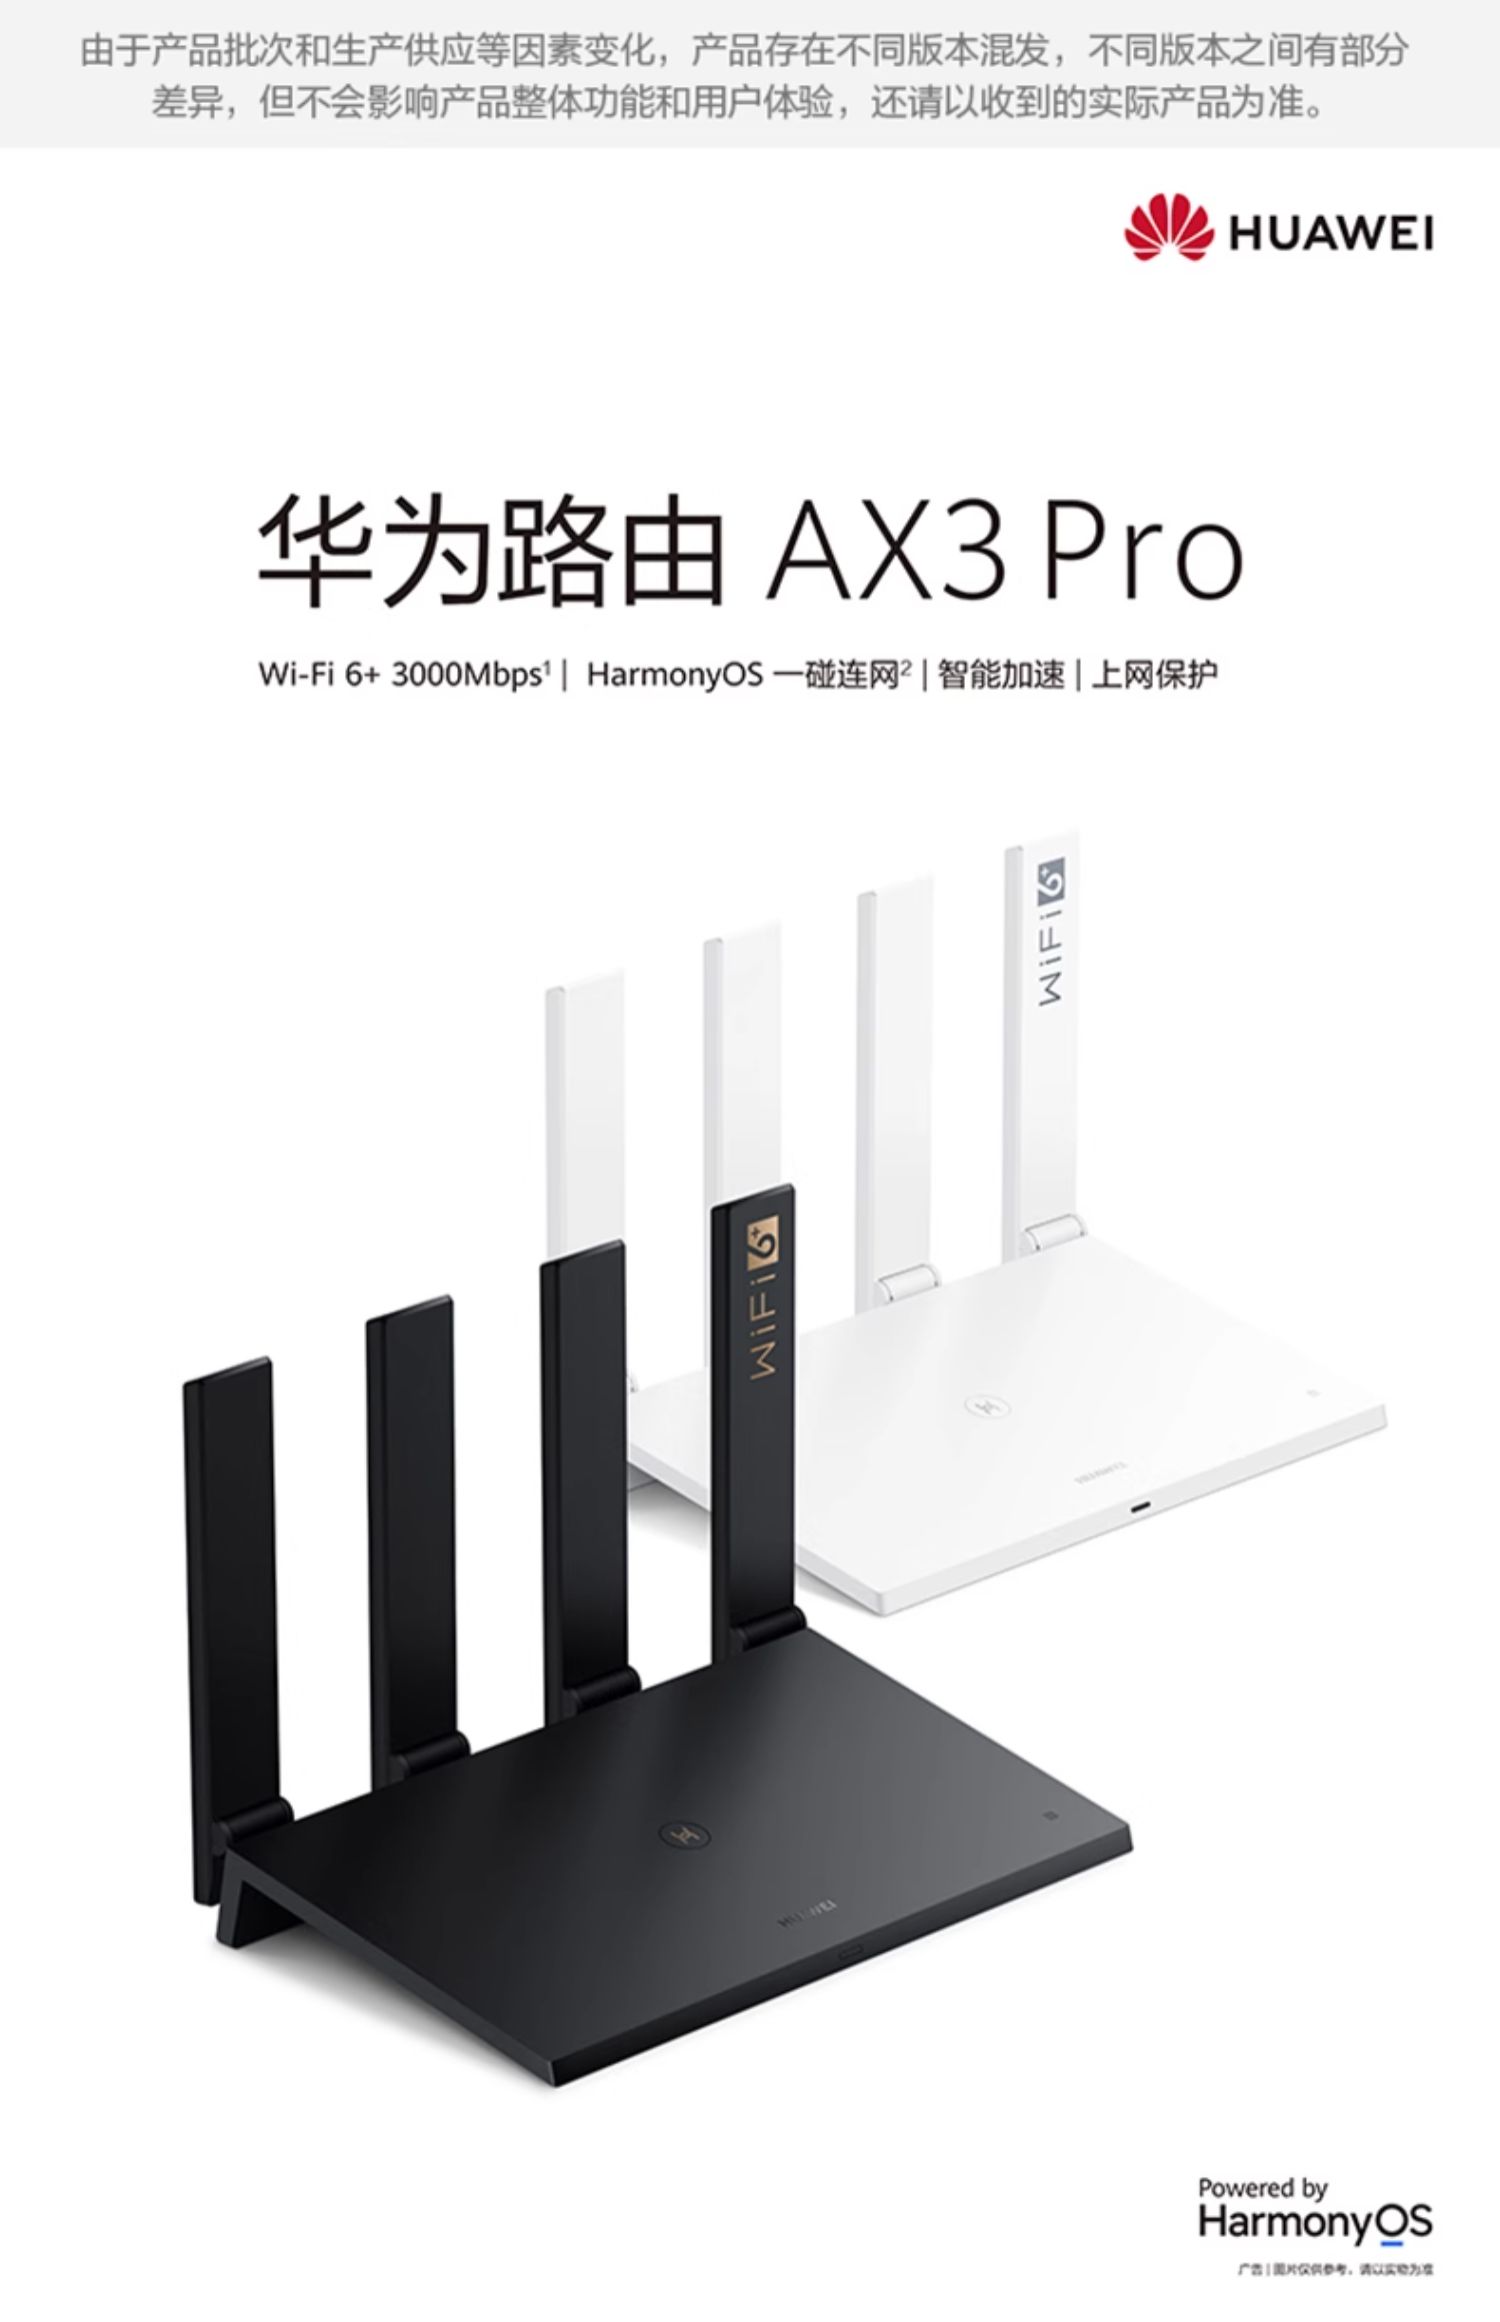 由于产品批次和生产供应等因素变化，产品存在不同版本混发，不同版本之间有部分
差异，但不会影响产品整体功能和用户体验，还请以收到的实际产品为准。
HUAWEI
华为路由 AX3 Pro
Wi-Fi 6+ 3000Mbps¹ | HarmonyOS 一碰连网² | 智能加速 | 上网保护
WiFi 6+
WiFi 6+
HUAWEI
HUAWEI
Powered by
HarmonyOS
广告 | 图片仅供参考，请以实物为准